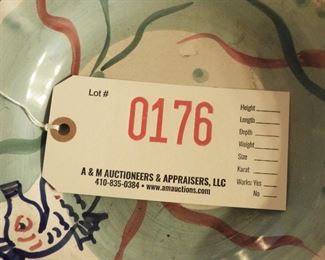 Lot #
0176
A & M AUCTIONEERS & APPRAISERS, LLC
410-835-0384 • www.amauctions.com
Height
Length
Depth
Weight
Size
Karat
Works: Yes
No